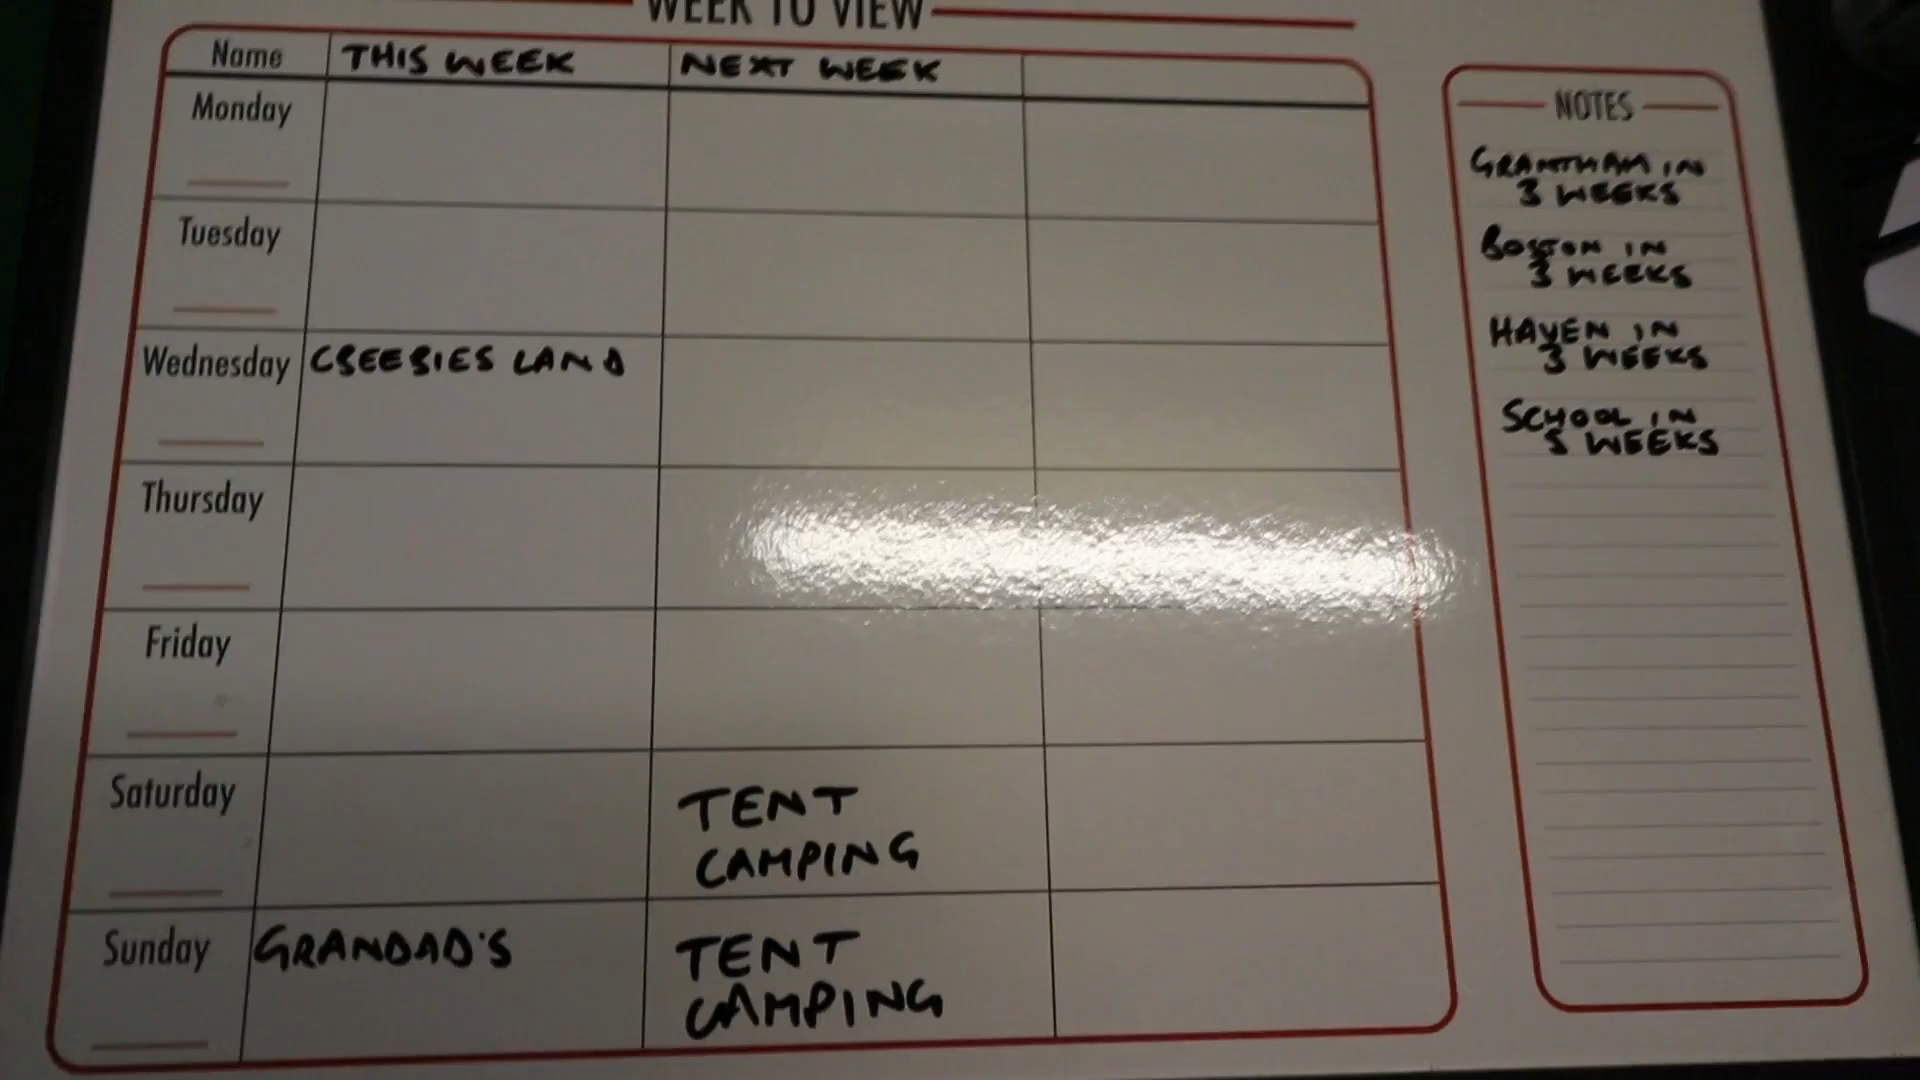 WEEK TO VIEW
Name THIS WEEK NEXT WEEK
Monday
Tuesday
Wednesday CBEEBIES LAND
Thursday
Friday
Saturday TENT
CAMPING
Sunday GRANDAD'S TENT
CAMPING
NOTES
GRANTHAM IN
3 WEEKS
BOSTON IN
3 WEEKS
HAVEN IN
3 WEEKS
SCHOOL IN
5 WEEKS